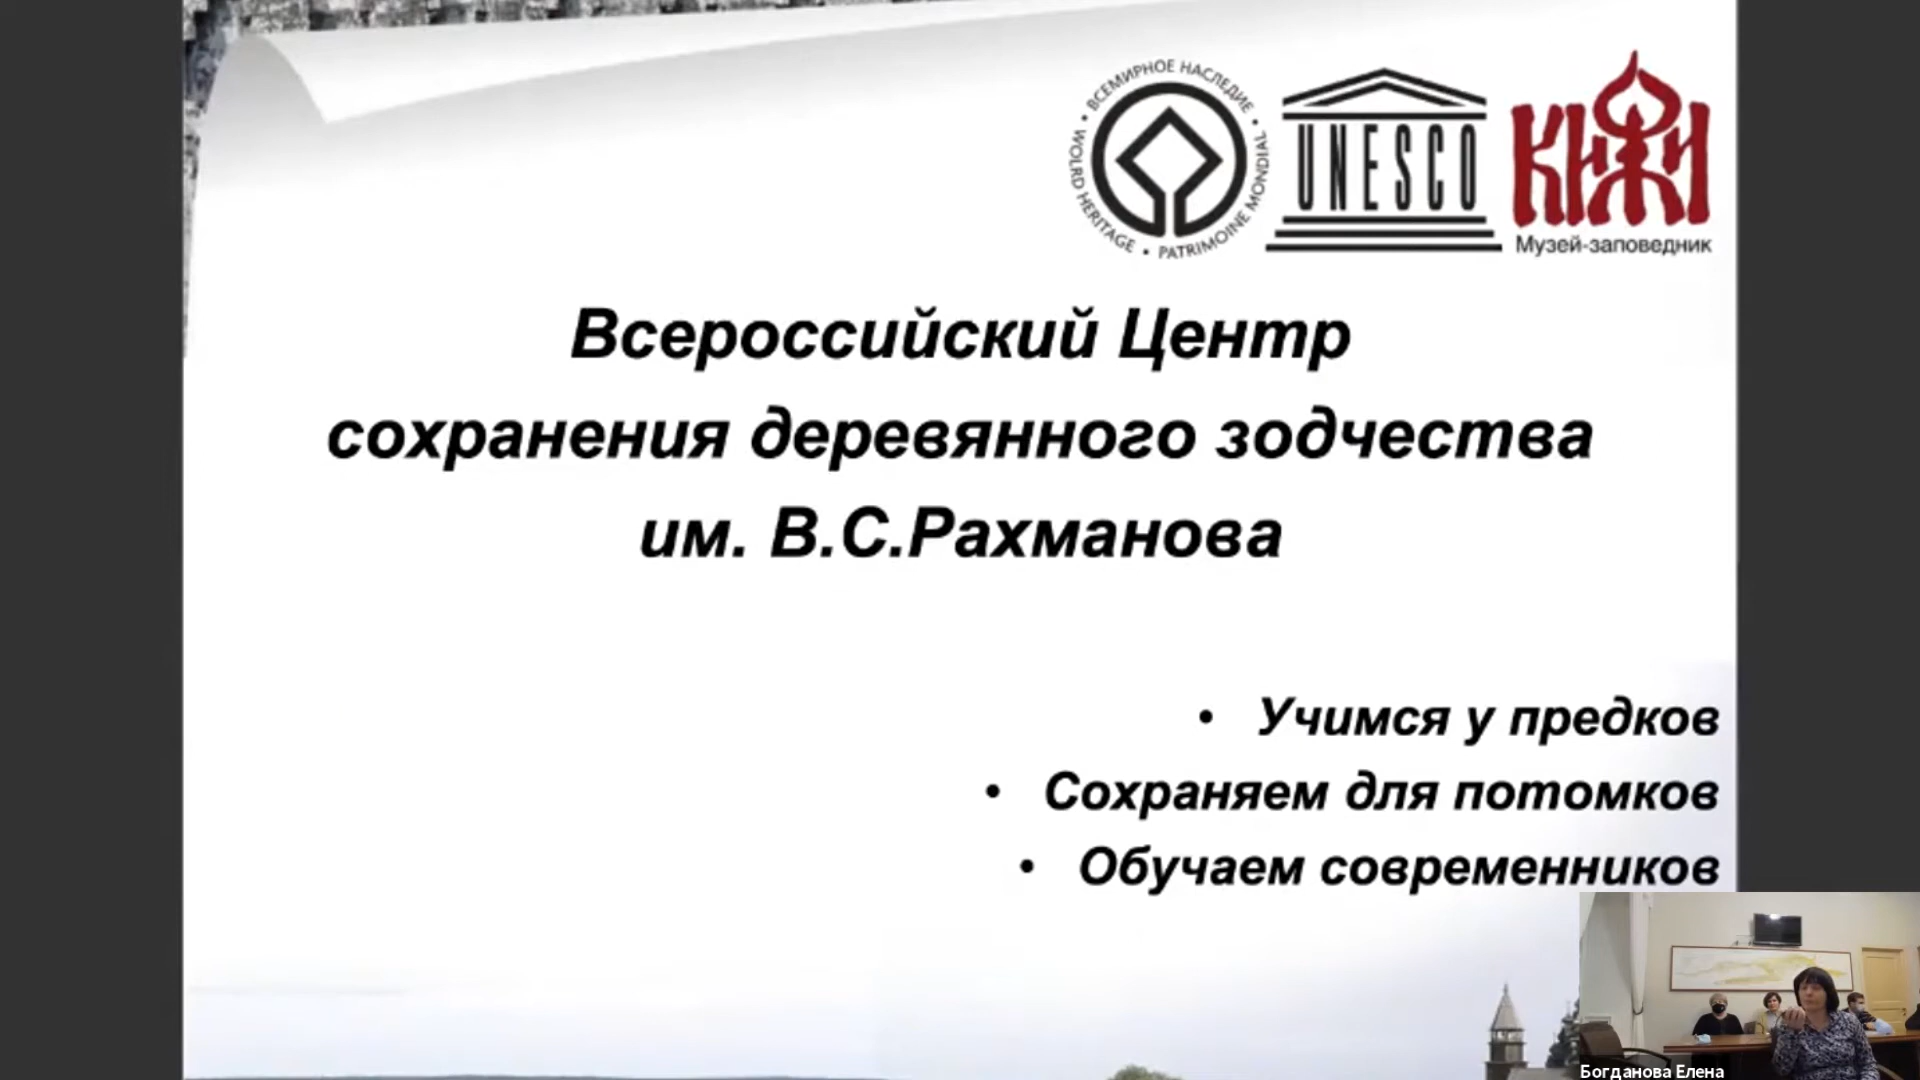 ВСЕМИРНОЕ НАСЛЕДИЕ • WOLRD HERITAGE • PATRIMOINE MONDIAL •
UNESCO
КИЖИ
Музей-заповедник
Всероссийский Центр
сохранения деревянного зодчества
им. В.С.Рахманова
• Учимся у предков
• Сохраняем для потомков
• Обучаем современников
Богданова Елена